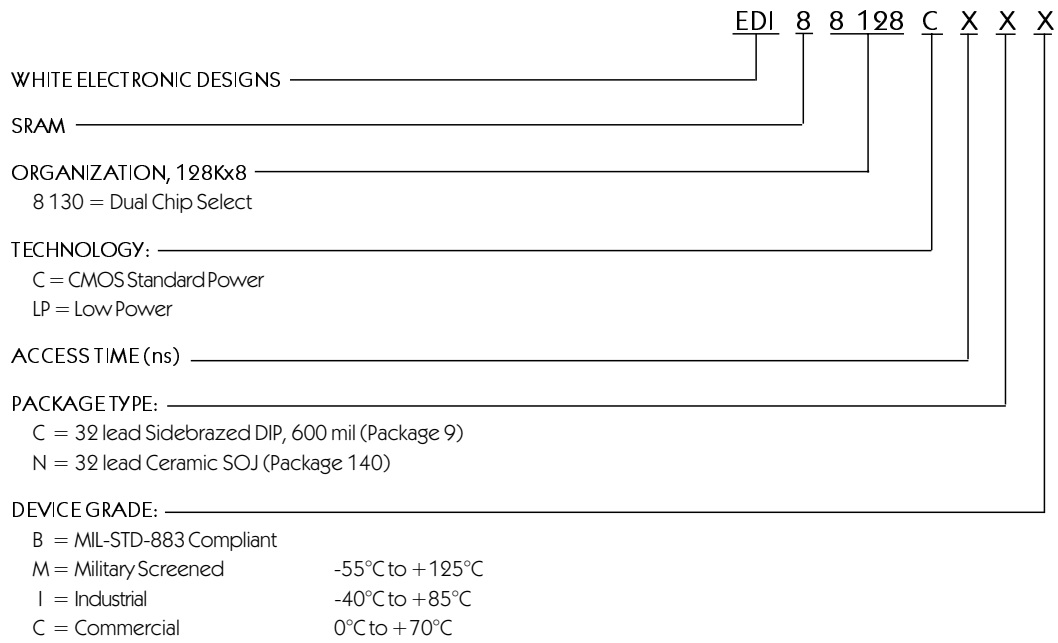 EDI 8 8 128 C X X X
WHITE ELECTRONIC DESIGNS
SRAM
ORGANIZATION, 128Kx8
8 130 = Dual Chip Select
TECHNOLOGY:
C = CMOS Standard Power
LP = Low Power
ACCESS TIME (ns)
PACKAGE TYPE:
C = 32 lead Sidebrazed DIP, 600 mil (Package 9)
N = 32 lead Ceramic SOJ (Package 140)
DEVICE GRADE:
B = MIL-STD-883 Compliant
M = Military Screened -55°C to +125°C
I = Industrial -40°C to +85°C
C = Commercial 0°C to +70°C